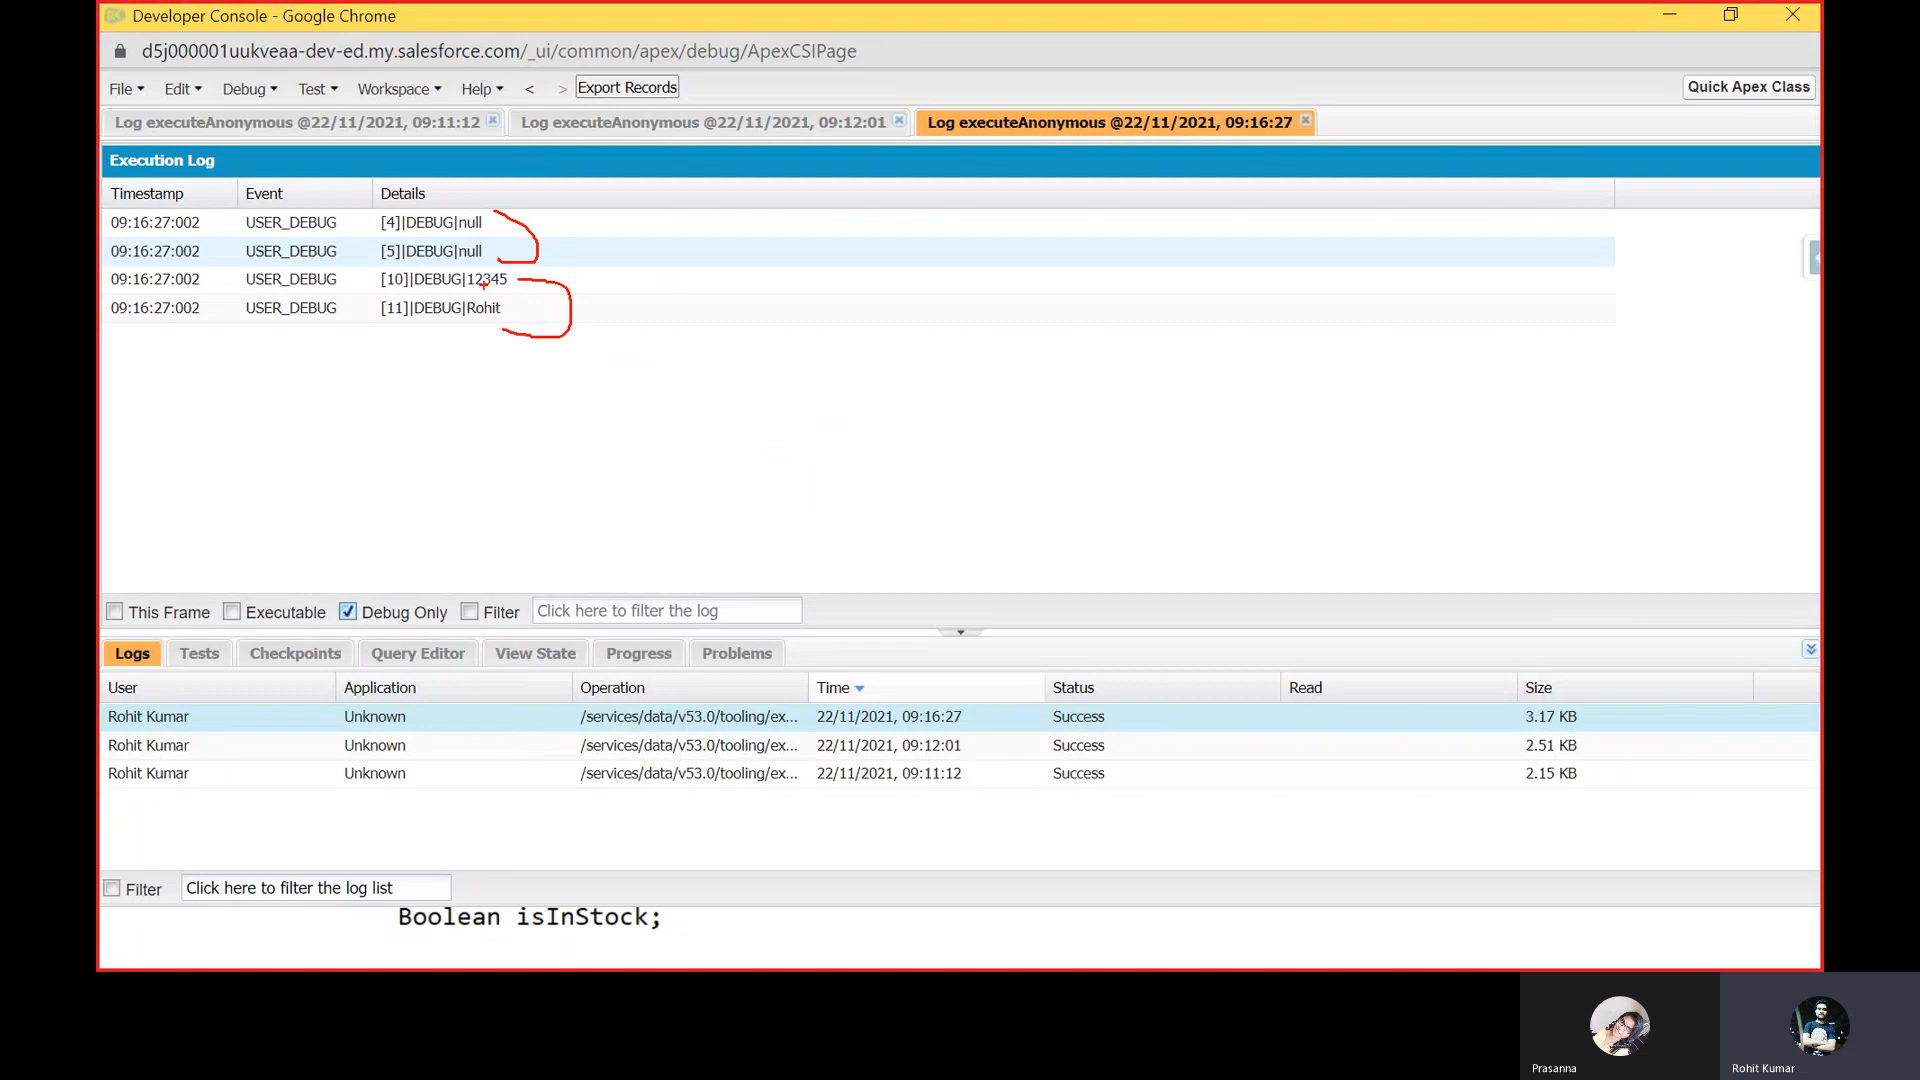 Developer Console - Google Chrome
d5j000001uukveaa-dev-ed.my.salesforce.com/_ui/common/apex/debug/ApexCSIPage
File Edit Debug Test Workspace Help < > Export Records Quick Apex Class
Log executeAnonymous @22/11/2021, 09:11:12 Log executeAnonymous @22/11/2021, 09:12:01 Log executeAnonymous @22/11/2021, 09:16:27
Execution Log
Timestamp Event Details
09:16:27:002 USER_DEBUG [4]|DEBUG|null
09:16:27:002 USER_DEBUG [5]|DEBUG|null
09:16:27:002 USER_DEBUG [10]|DEBUG|12345
09:16:27:002 USER_DEBUG [11]|DEBUG|Rohit
This Frame Executable Debug Only Filter Click here to filter the log
Logs Tests Checkpoints Query Editor View State Progress Problems
User Application Operation Time Status Read Size
Rohit Kumar Unknown /services/data/v53.0/tooling/ex... 22/11/2021, 09:16:27 Success 3.17 KB
Rohit Kumar Unknown /services/data/v53.0/tooling/ex... 22/11/2021, 09:12:01 Success 2.51 KB
Rohit Kumar Unknown /services/data/v53.0/tooling/ex... 22/11/2021, 09:11:12 Success 2.15 KB
Filter Click here to filter the log list
Boolean isInStock;
Prasanna Rohit Kumar